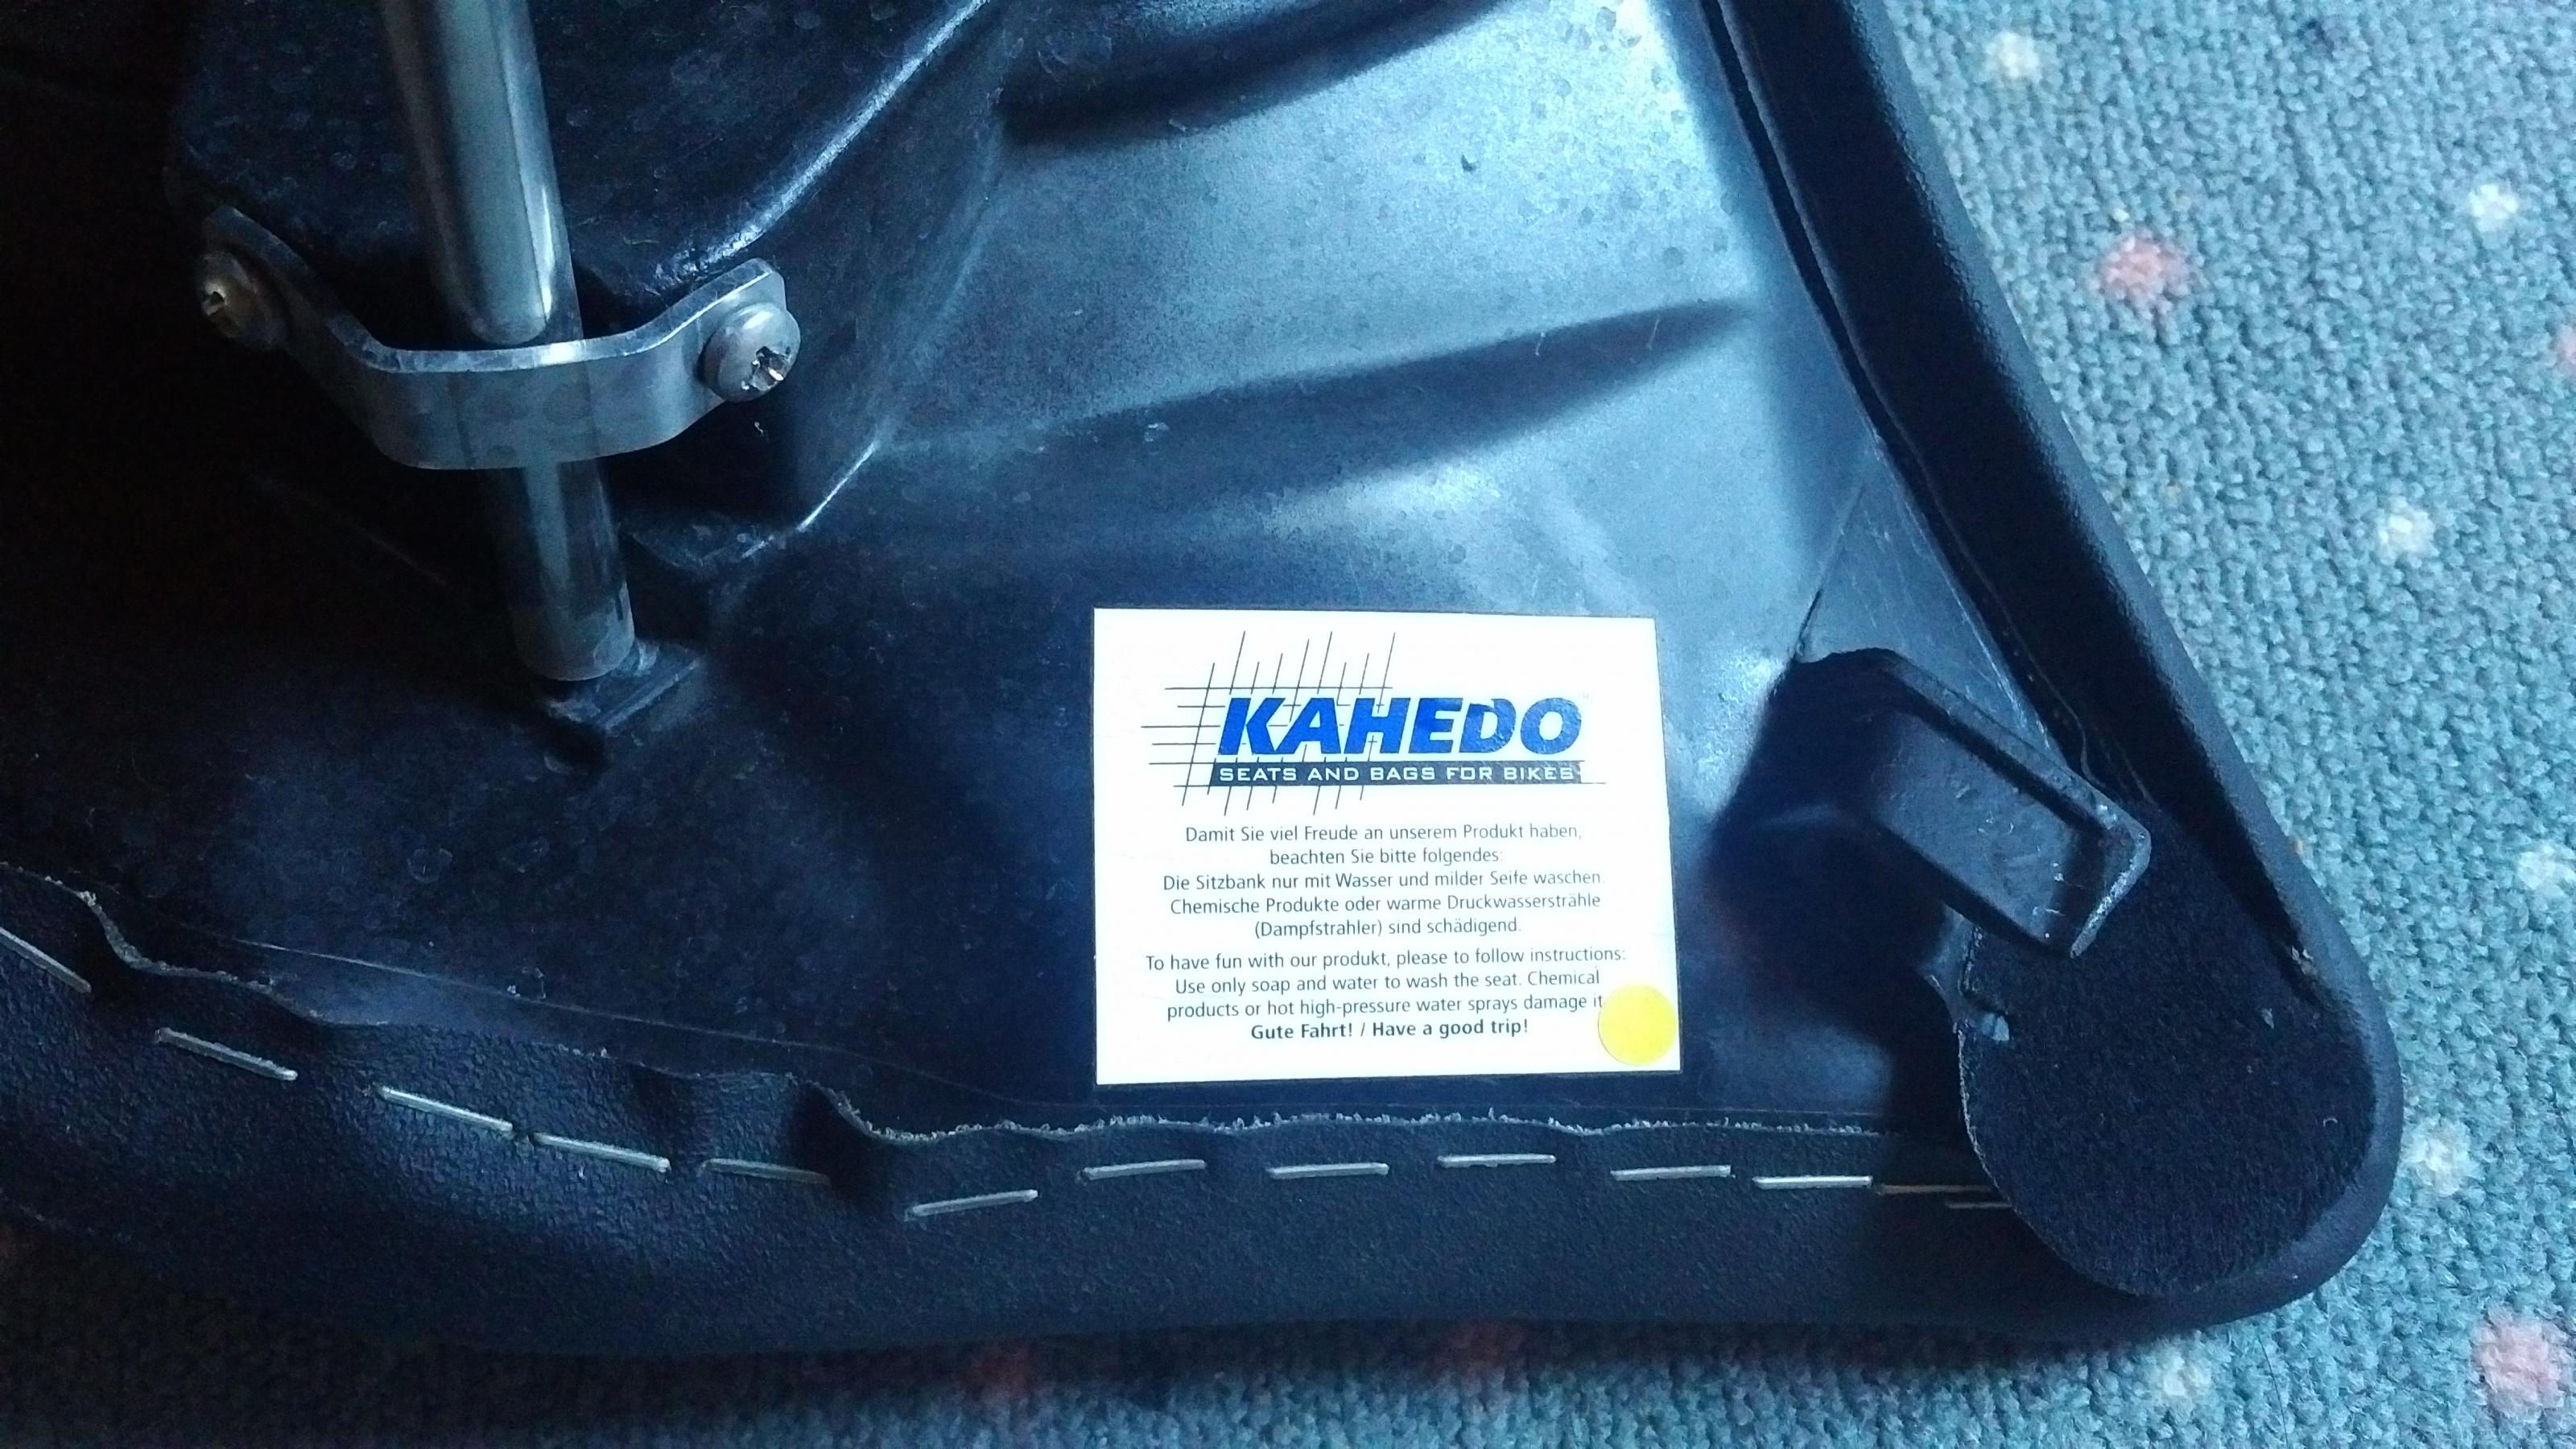 KAHEDO
SEATS AND BAGS FOR BIKES
Damit Sie viel Freude an unserem Produkt haben,
beachten Sie bitte folgendes:
Die Sitzbank nur mit Wasser und milder Seife waschen.
Chemische Produkte oder warme Druckwassersträhle
(Dampfstrahler) sind schädigend.
To have fun with our produkt, please to follow instructions:
Use only soap and water to wash the seat. Chemical
products or hot high-pressure water sprays damage it
Gute Fahrt! / Have a good trip!